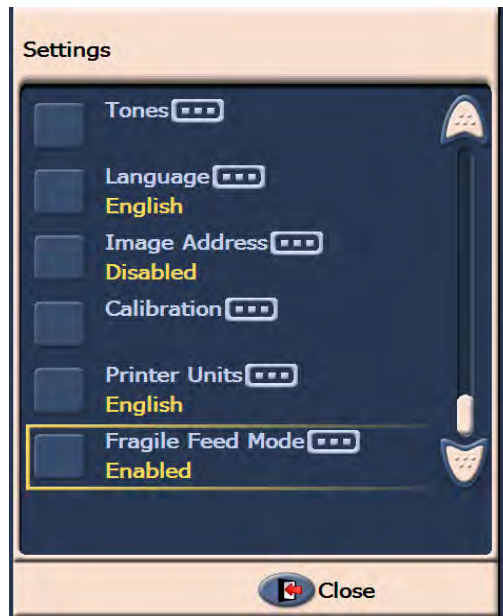 Settings
Tones
Language
English
Image Address
Disabled
Calibration
Printer Units
English
Fragile Feed Mode
Enabled
Close